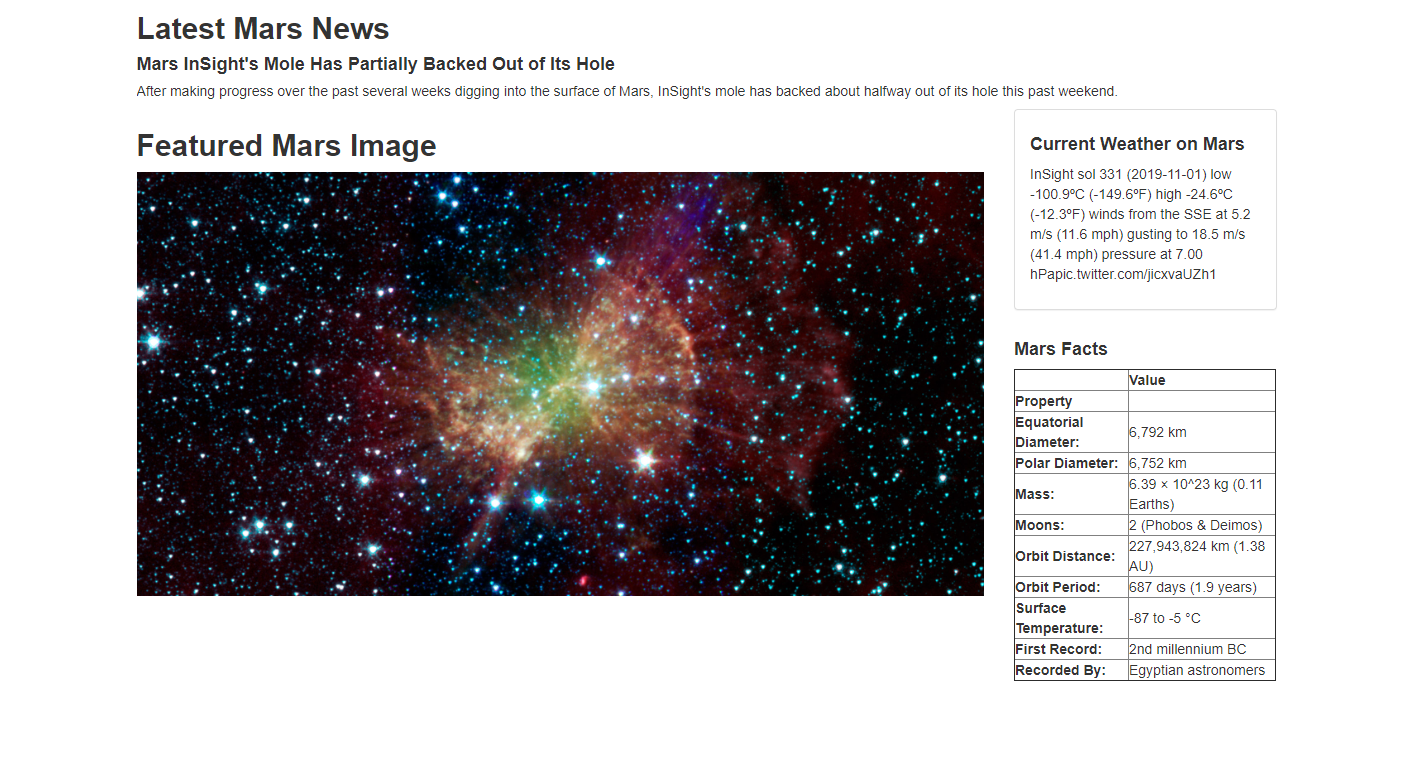 Latest Mars News
Mars InSight's Mole Has Partially Backed Out of Its Hole
After making progress over the past several weeks digging into the surface of Mars, InSight's mole has backed about halfway out of its hole this past weekend.
Featured Mars Image
Current Weather on Mars
InSight sol 331 (2019-11-01) low
-100.9ºC (-149.6ºF) high -24.6ºC
(-12.3ºF) winds from the SSE at 5.2
m/s (11.6 mph) gusting to 18.5 m/s
(41.4 mph) pressure at 7.00
hPapic.twitter.com/jicxvaUZh1
Mars Facts
Value
Property
Equatorial
Diameter:
6,792 km
Polar Diameter: 6,752 km
Mass:
6.39 × 10^23 kg (0.11
Earths)
Moons: 2 (Phobos & Deimos)
Orbit Distance:
227,943,824 km (1.38
AU)
Orbit Period: 687 days (1.9 years)
Surface
Temperature:
-87 to -5 °C
First Record: 2nd millennium BC
Recorded By: Egyptian astronomers